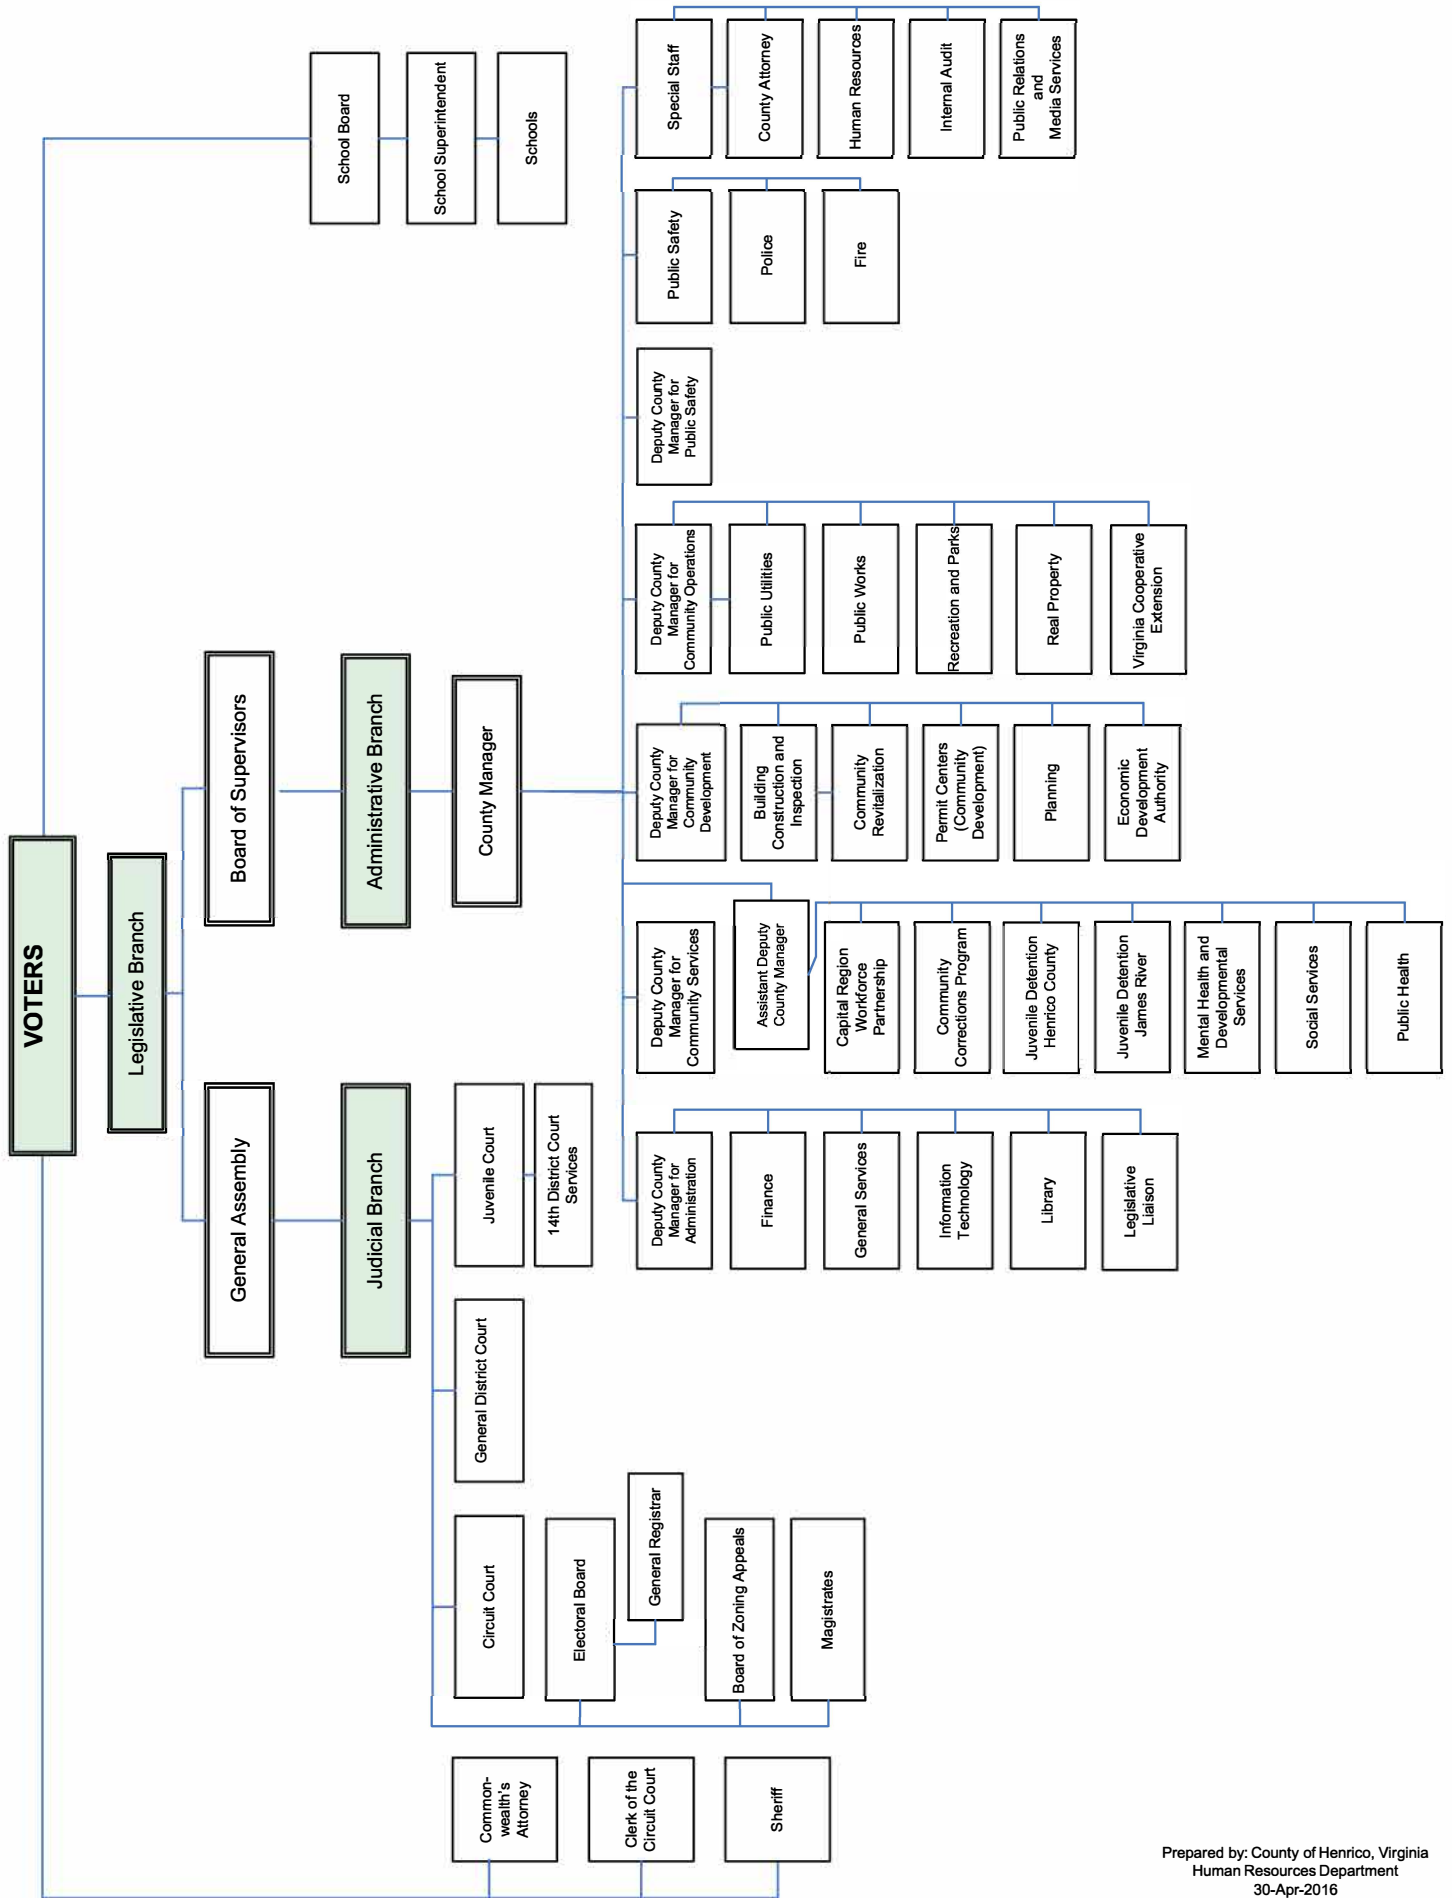 VOTERS
Legislative Branch
General Assembly
Board of Supervisors
School Board
School Superintendent
Schools
Judicial Branch
Administrative Branch
County Manager
Common-
wealth's
Attorney
Clerk of the
Circuit Court
Sheriff
Circuit Court
General District Court
Juvenile Court
14th District Court
Services
Electoral Board
General Registrar
Board of Zoning Appeals
Magistrates
Deputy County
Manager for
Administration
Finance
General Services
Information
Technology
Library
Legislative
Liaison
Deputy County
Manager for
Community Services
Assistant Deputy
County Manager
Capital Region
Workforce
Partnership
Community
Corrections Program
Juvenile Detention
Henrico County
Juvenile Detention
James River
Mental Health and
Developmental
Services
Social Services
Public Health
Deputy County
Manager for
Community
Development
Building
Construction and
Inspection
Community
Revitalization
Permit Centers
(Community
Development)
Planning
Economic
Development
Authority
Deputy County
Manager for
Community Operations
Public Utilities
Public Works
Recreation and Parks
Real Property
Virginia Cooperative
Extension
Deputy County
Manager for
Public Safety
Public Safety
Police
Fire
Special Staff
County Attorney
Human Resources
Internal Audit
Public Relations
and
Media Services
Prepared by: County of Henrico, Virginia
Human Resources Department
30-Apr-2016